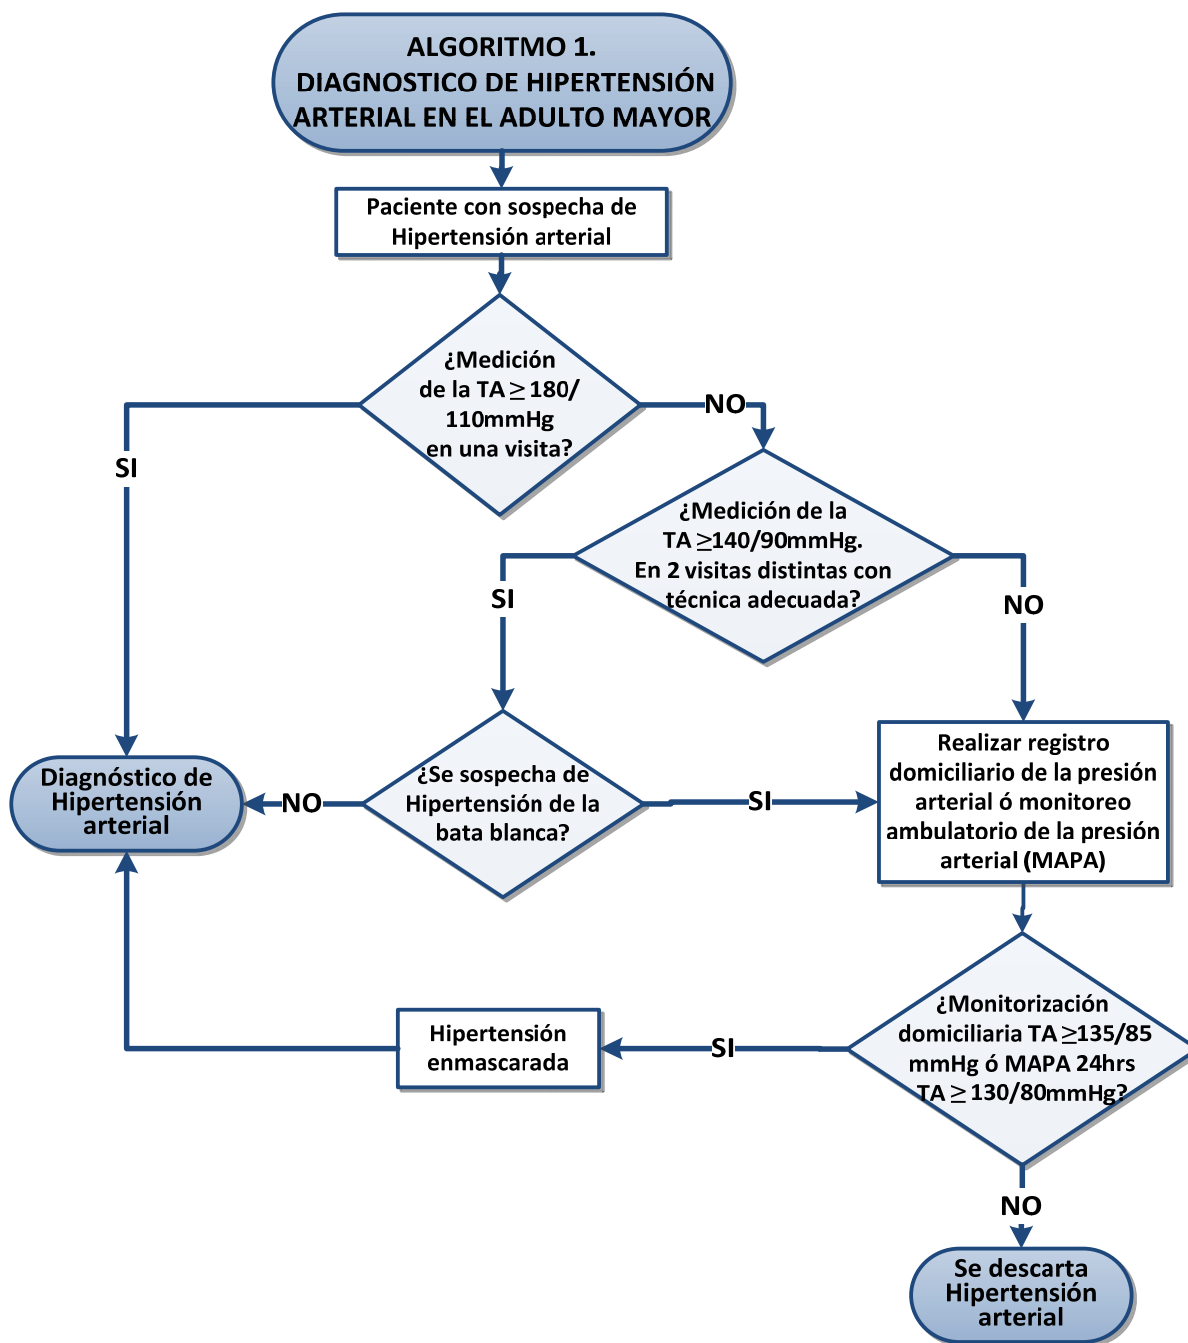 ALGORITMO 1.
DIAGNOSTICO DE HIPERTENSIÓN
ARTERIAL EN EL ADULTO MAYOR
Paciente con sospecha de
Hipertensión arterial
¿Medición
de la TA ≥ 180/
110mmHg
en una visita?
NO
SI
¿Medición de la
TA ≥140/90mmHg.
En 2 visitas distintas con
técnica adecuada?
SI
NO
Diagnóstico de
Hipertensión
arterial
NO
¿Se sospecha de
Hipertensión de la
bata blanca?
SI
Realizar registro
domiciliario de la presión
arterial ó monitoreo
ambulatorio de la presión
arterial (MAPA)
Hipertensión
enmascarada
SI
¿Monitorización
domiciliaria TA ≥135/85
mmHg ó MAPA 24hrs
TA ≥ 130/80mmHg?
NO
Se descarta
Hipertensión
arterial